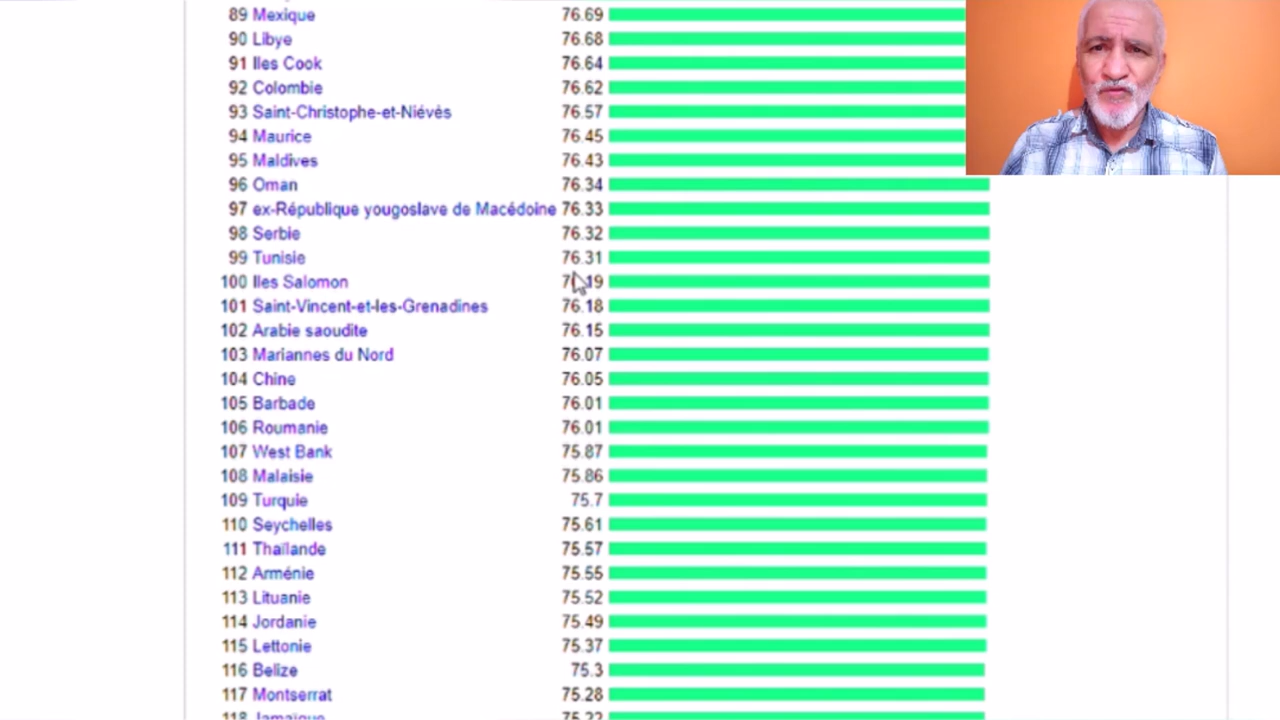 89 Mexique 76.69
90 Libye 76.68
91 Iles Cook 76.64
92 Colombie 76.62
93 Saint-Christophe-et-Niévès 76.57
94 Maurice 76.45
95 Maldives 76.43
96 Oman 76.34
97 ex-République yougoslave de Macédoine 76.33
98 Serbie 76.32
99 Tunisie 76.31
100 Iles Salomon
101 Saint-Vincent-et-les-Grenadines 76.18
102 Arabie saoudite 76.15
103 Mariannes du Nord 76.07
104 Chine 76.05
105 Barbade 76.01
106 Roumanie 76.01
107 West Bank 75.87
108 Malaisie 75.86
109 Turquie 75.7
110 Seychelles 75.61
111 Thaïlande 75.57
112 Arménie 75.55
113 Lituanie 75.52
114 Jordanie 75.49
115 Lettonie 75.37
116 Belize 75.3
117 Montserrat 75.28
118 Jamaïque 75.22